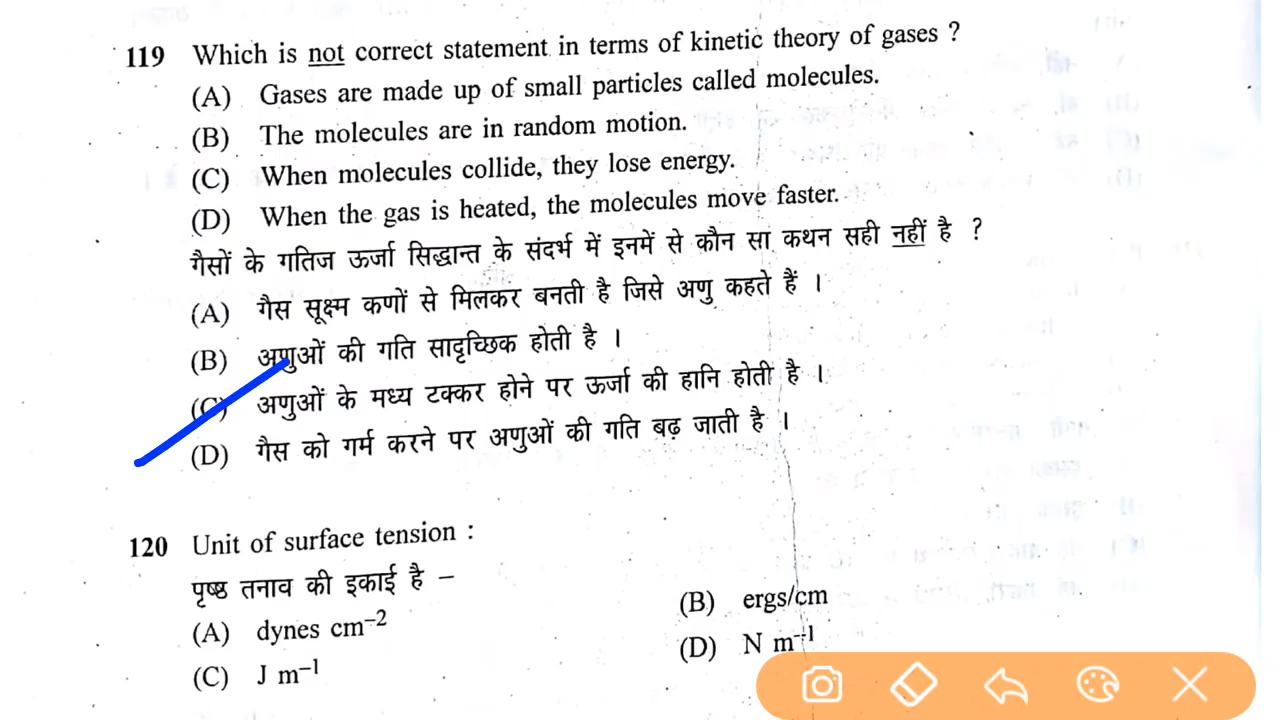 119 Which is not correct statement in terms of kinetic theory of gases ?
(A) Gases are made up of small particles called molecules.
(B) The molecules are in random motion.
(C) When molecules collide, they lose energy.
(D) When the gas is heated, the molecules move faster.
गैसों के गतिज ऊर्जा सिद्धान्त के संदर्भ में इनमें से कौन सा कथन सही नहीं है ?
(A) गैस सूक्ष्म कणों से मिलकर बनती है जिसे अणु कहते हैं ।
(B) अणुओं की गति सादृच्छिक होती है ।
(C) अणुओं के मध्य टक्कर होने पर ऊर्जा की हानि होती है ।
(D) गैस को गर्म करने पर अणुओं की गति बढ़ जाती है ।
120 Unit of surface tension :
पृष्ठ तनाव की इकाई है –
(A) dynes cm⁻² (B) ergs/cm
(C) J m⁻¹ (D) N m⁻¹